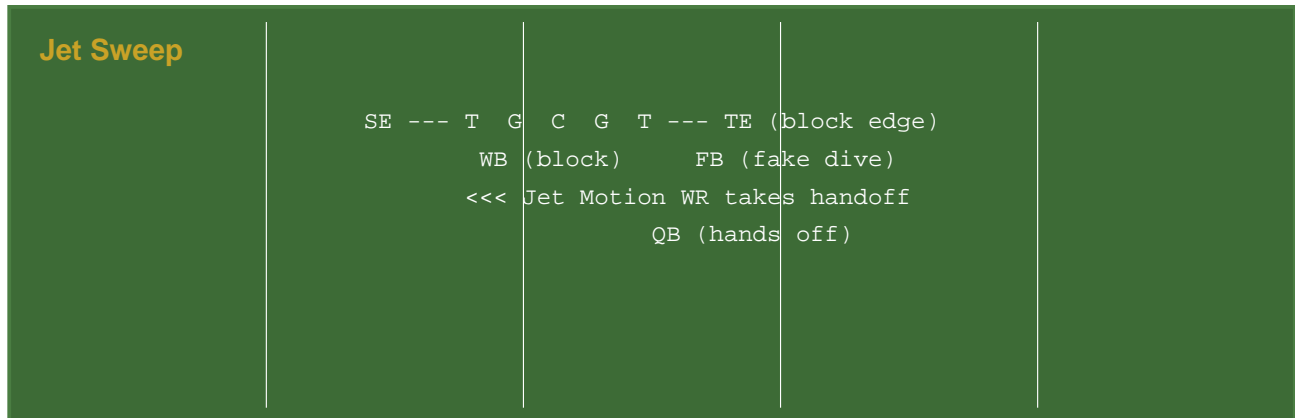 Jet Sweep
SE --- T  G  C  G  T --- TE (block edge)
WB (block)     FB (fake dive)
<<< Jet Motion WR takes handoff
QB (hands off)